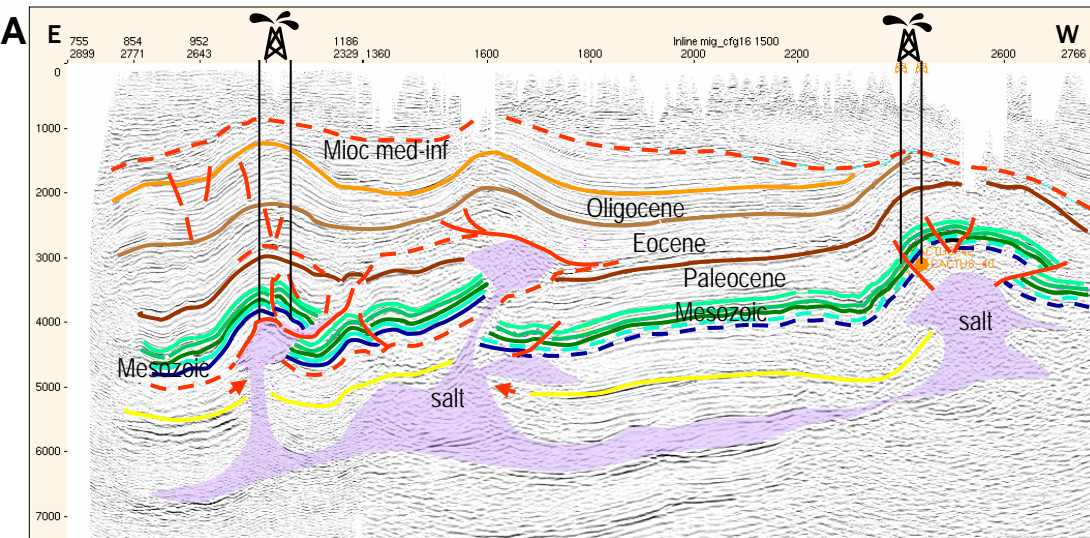 A
E
W
755 854 952 1186 Inline mig_cfg16 1500
2899 2771 2643 2329 1360 1600 1800 2000 2200 2600 2766
0
1000
Mioc med-inf
2000
Oligocene
Eocene
3000
Paleocene
Mesozoic
4000
salt
Mesozoic
5000
salt
6000
7000